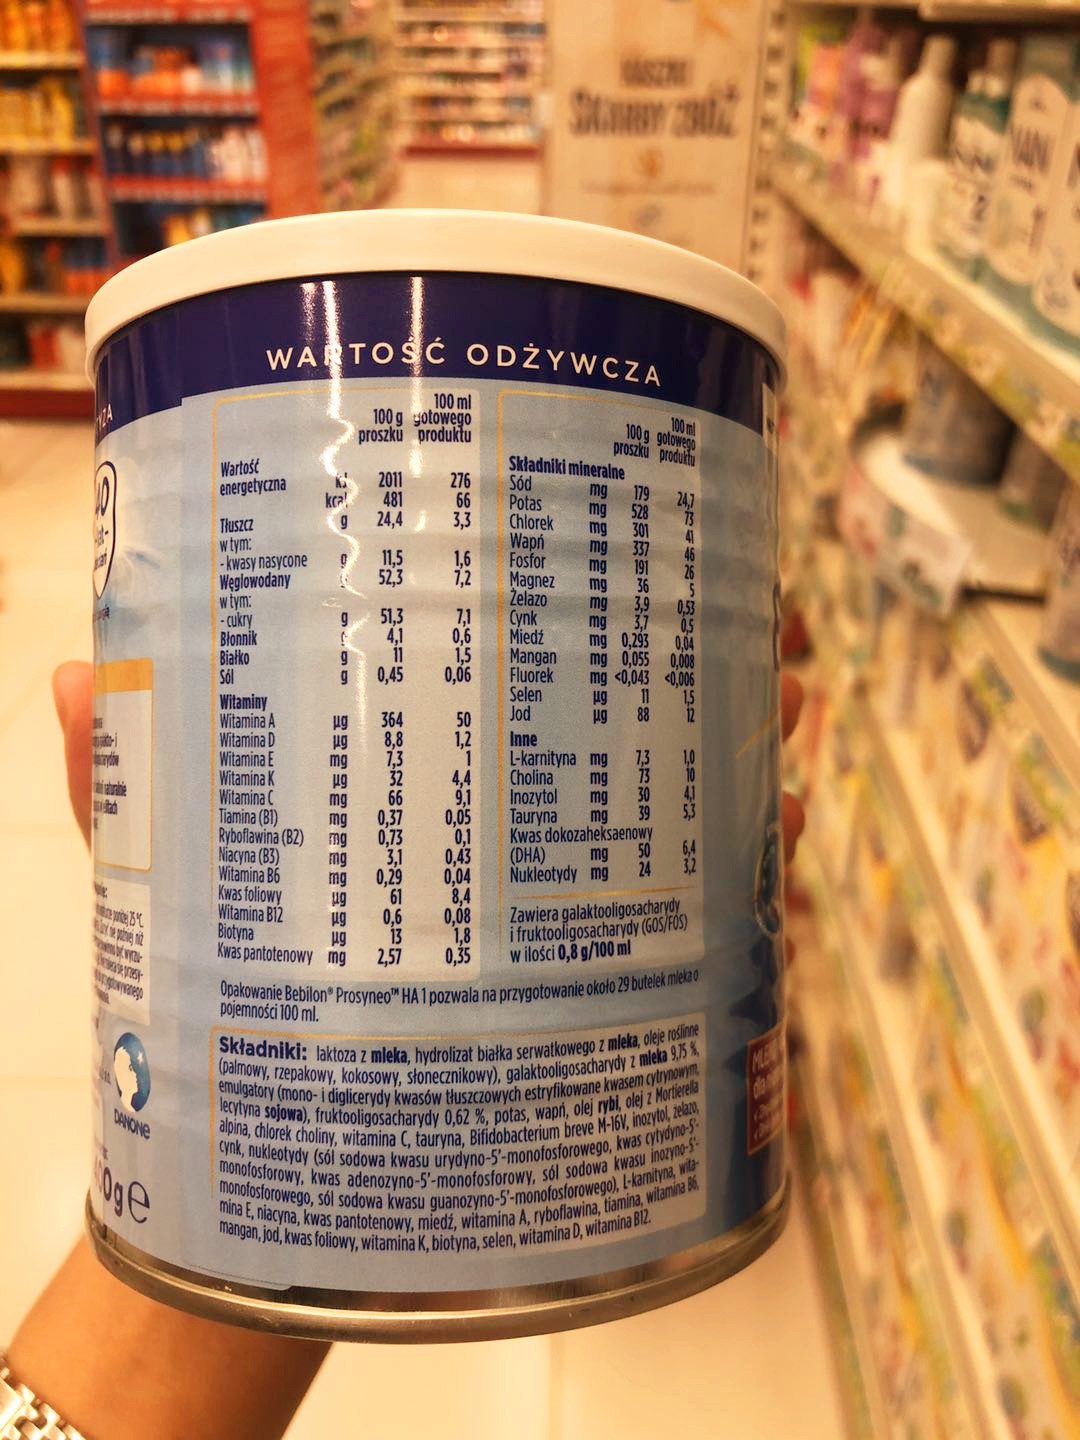 KASZKI
SKARBY ZBÓŻ
NAN
2
1
WARTOŚĆ ODŻYWCZA
100 g proszku 100 ml gotowego produktu
Wartość
energetyczna kJ 2011 276
kcal 481 66
Tłuszcz g 24,4 3,3
w tym:
- kwasy nasycone g 11,5 1,6
Węglowodany g 52,3 7,2
w tym:
- cukry g 51,3 7,1
Błonnik g 4,1 0,6
Białko g 11 1,5
Sól g 0,45 0,06
Witaminy
Witamina A µg 364 50
Witamina D µg 8,8 1,2
Witamina E mg 7,3 1
Witamina K µg 32 4,4
Witamina C mg 66 9,1
Tiamina (B1) mg 0,37 0,05
Ryboflawina (B2) mg 0,73 0,1
Niacyna (B3) mg 3,1 0,43
Witamina B6 mg 0,29 0,04
Kwas foliowy µg 61 8,4
Witamina B12 µg 0,6 0,08
Biotyna µg 13 1,8
Kwas pantotenowy mg 2,57 0,35
100 g proszku 100 ml gotowego produktu
Składniki mineralne
Sód mg 179 24,7
Potas mg 528 73
Chlorek mg 301 41
Wapń mg 337 46
Fosfor mg 191 26
Magnez mg 36 5
Żelazo mg 3,9 0,53
Cynk mg 3,7 0,5
Miedź mg 0,293 0,04
Mangan mg 0,055 0,008
Fluorek mg <0,043 <0,006
Selen µg 11 1,5
Jod µg 88 12
Inne
L-karnityna mg 7,3 1,0
Cholina mg 73 10
Inozytol mg 30 4,1
Tauryna mg 39 5,3
Kwas dokozaheksaenowy
(DHA) mg 50 6,4
Nukleotydy mg 24 3,2
Zawiera galaktooligosacharydy
i fruktooligosacharydy (GOS/FOS)
w ilości 0,8 g/100 ml
Opakowanie Bebilon® Prosyneo™ HA 1 pozwala na przygotowanie około 29 butelek mleka o
pojemności 100 ml.
Składniki: laktoza z mleka, hydrolizat białka serwatkowego z mleka, oleje roślinne
(palmowy, rzepakowy, kokosowy, słonecznikowy), galaktooligosacharydy z mleka 9,75 %,
emulgatory (mono- i diglicerydy kwasów tłuszczowych estryfikowane kwasem cytrynowym,
lecytyna sojowa), fruktooligosacharydy 0,62 %, potas, wapń, olej rybi, olej z Mortierella
alpina, chlorek choliny, witamina C, tauryna, Bifidobacterium breve M-16V, inozytol, żelazo,
cynk, nukleotydy (sól sodowa kwasu urydyno-5’-monofosforowego, kwas cytydyno-5’-
monofosforowy, kwas adenozyno-5’-monofosforowy, sól sodowa kwasu inozyno-5’-
monofosforowego, sól sodowa kwasu guanozyno-5’-monofosforowego), L-karnityna, wita-
mina E, niacyna, kwas pantotenowy, miedź, witamina A, ryboflawina, tiamina, witamina B6,
mangan, jod, kwas foliowy, witamina K, biotyna, selen, witamina D, witamina B12.
DANONE